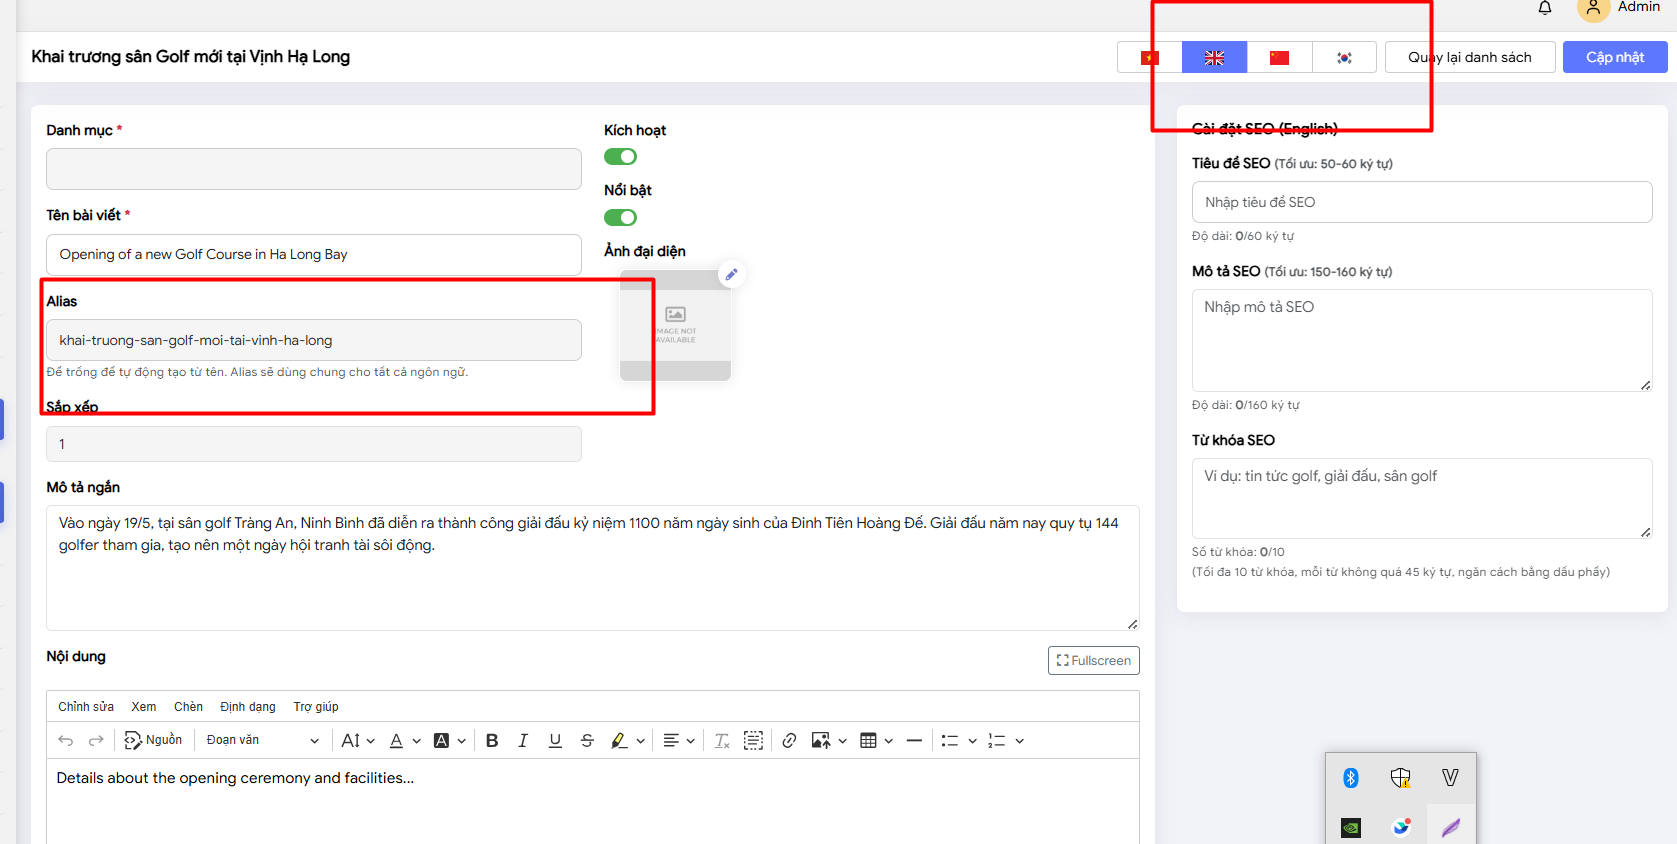 Admin
Khai trương sân Golf mới tại Vịnh Hạ Long
Quay lại danh sách
Cập nhật
Danh mục *
Kích hoạt
Nổi bật
Tên bài viết *
Opening of a new Golf Course in Ha Long Bay
Ảnh đại diện
IMAGE NOT
AVAILABLE
Alias
khai-truong-san-golf-moi-tai-vinh-ha-long
Để trống để tự động tạo từ tên. Alias sẽ dùng chung cho tất cả ngôn ngữ.
Sắp xếp
1
Mô tả ngắn
Vào ngày 19/5, tại sân golf Tràng An, Ninh Bình đã diễn ra thành công giải đấu kỷ niệm 1100 năm ngày sinh của Đinh Tiên Hoàng Đế. Giải đấu năm nay quy tụ 144
golfer tham gia, tạo nên một ngày hội tranh tài sôi động.
Nội dung
Fullscreen
Chỉnh sửa Xem Chèn Định dạng Trợ giúp
Nguồn Đoạn văn
Details about the opening ceremony and facilities...
Cài đặt SEO (English)
Tiêu đề SEO (Tối ưu: 50-60 ký tự)
Nhập tiêu đề SEO
Độ dài: 0/60 ký tự
Mô tả SEO (Tối ưu: 150-160 ký tự)
Nhập mô tả SEO
Độ dài: 0/160 ký tự
Từ khóa SEO
Ví dụ: tin tức golf, giải đấu, sân golf
Số từ khóa: 0/10
(Tối đa 10 từ khóa, mỗi từ không quá 45 ký tự, ngăn cách bằng dấu phẩy)